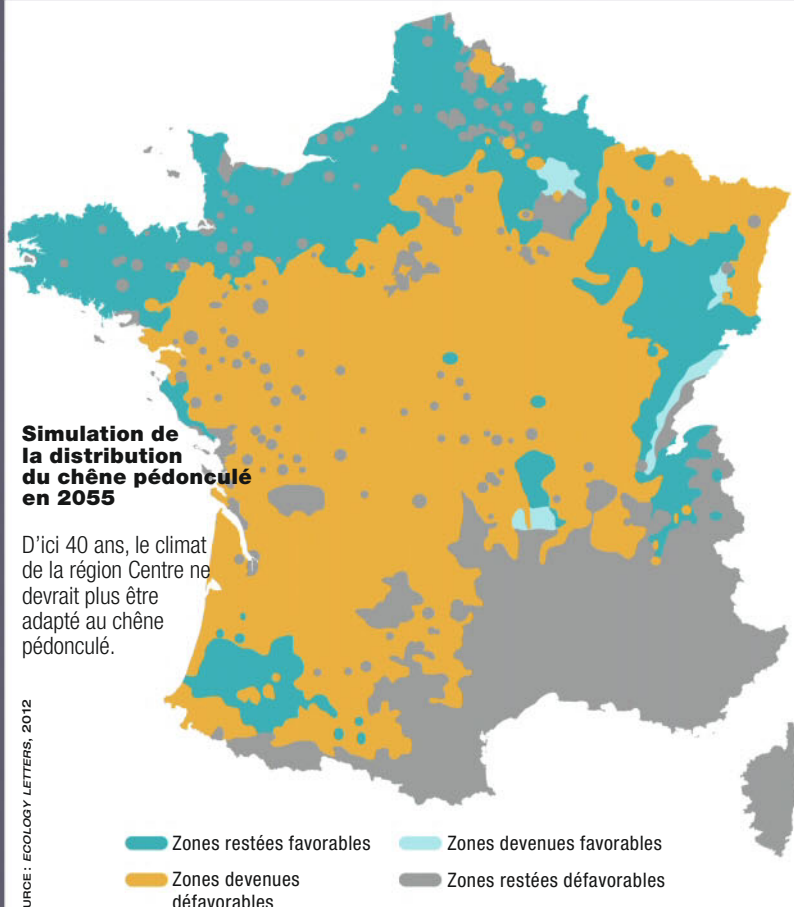 Simulation de
la distribution
du chêne pédonculé
en 2055
D'ici 40 ans, le climat
de la région Centre ne
devrait plus être
adapté au chêne
pédonculé.
URCE : ECOLOGY LETTERS, 2012
Zones restées favorables
Zones devenues
défavorables
Zones devenues favorables
Zones restées défavorables